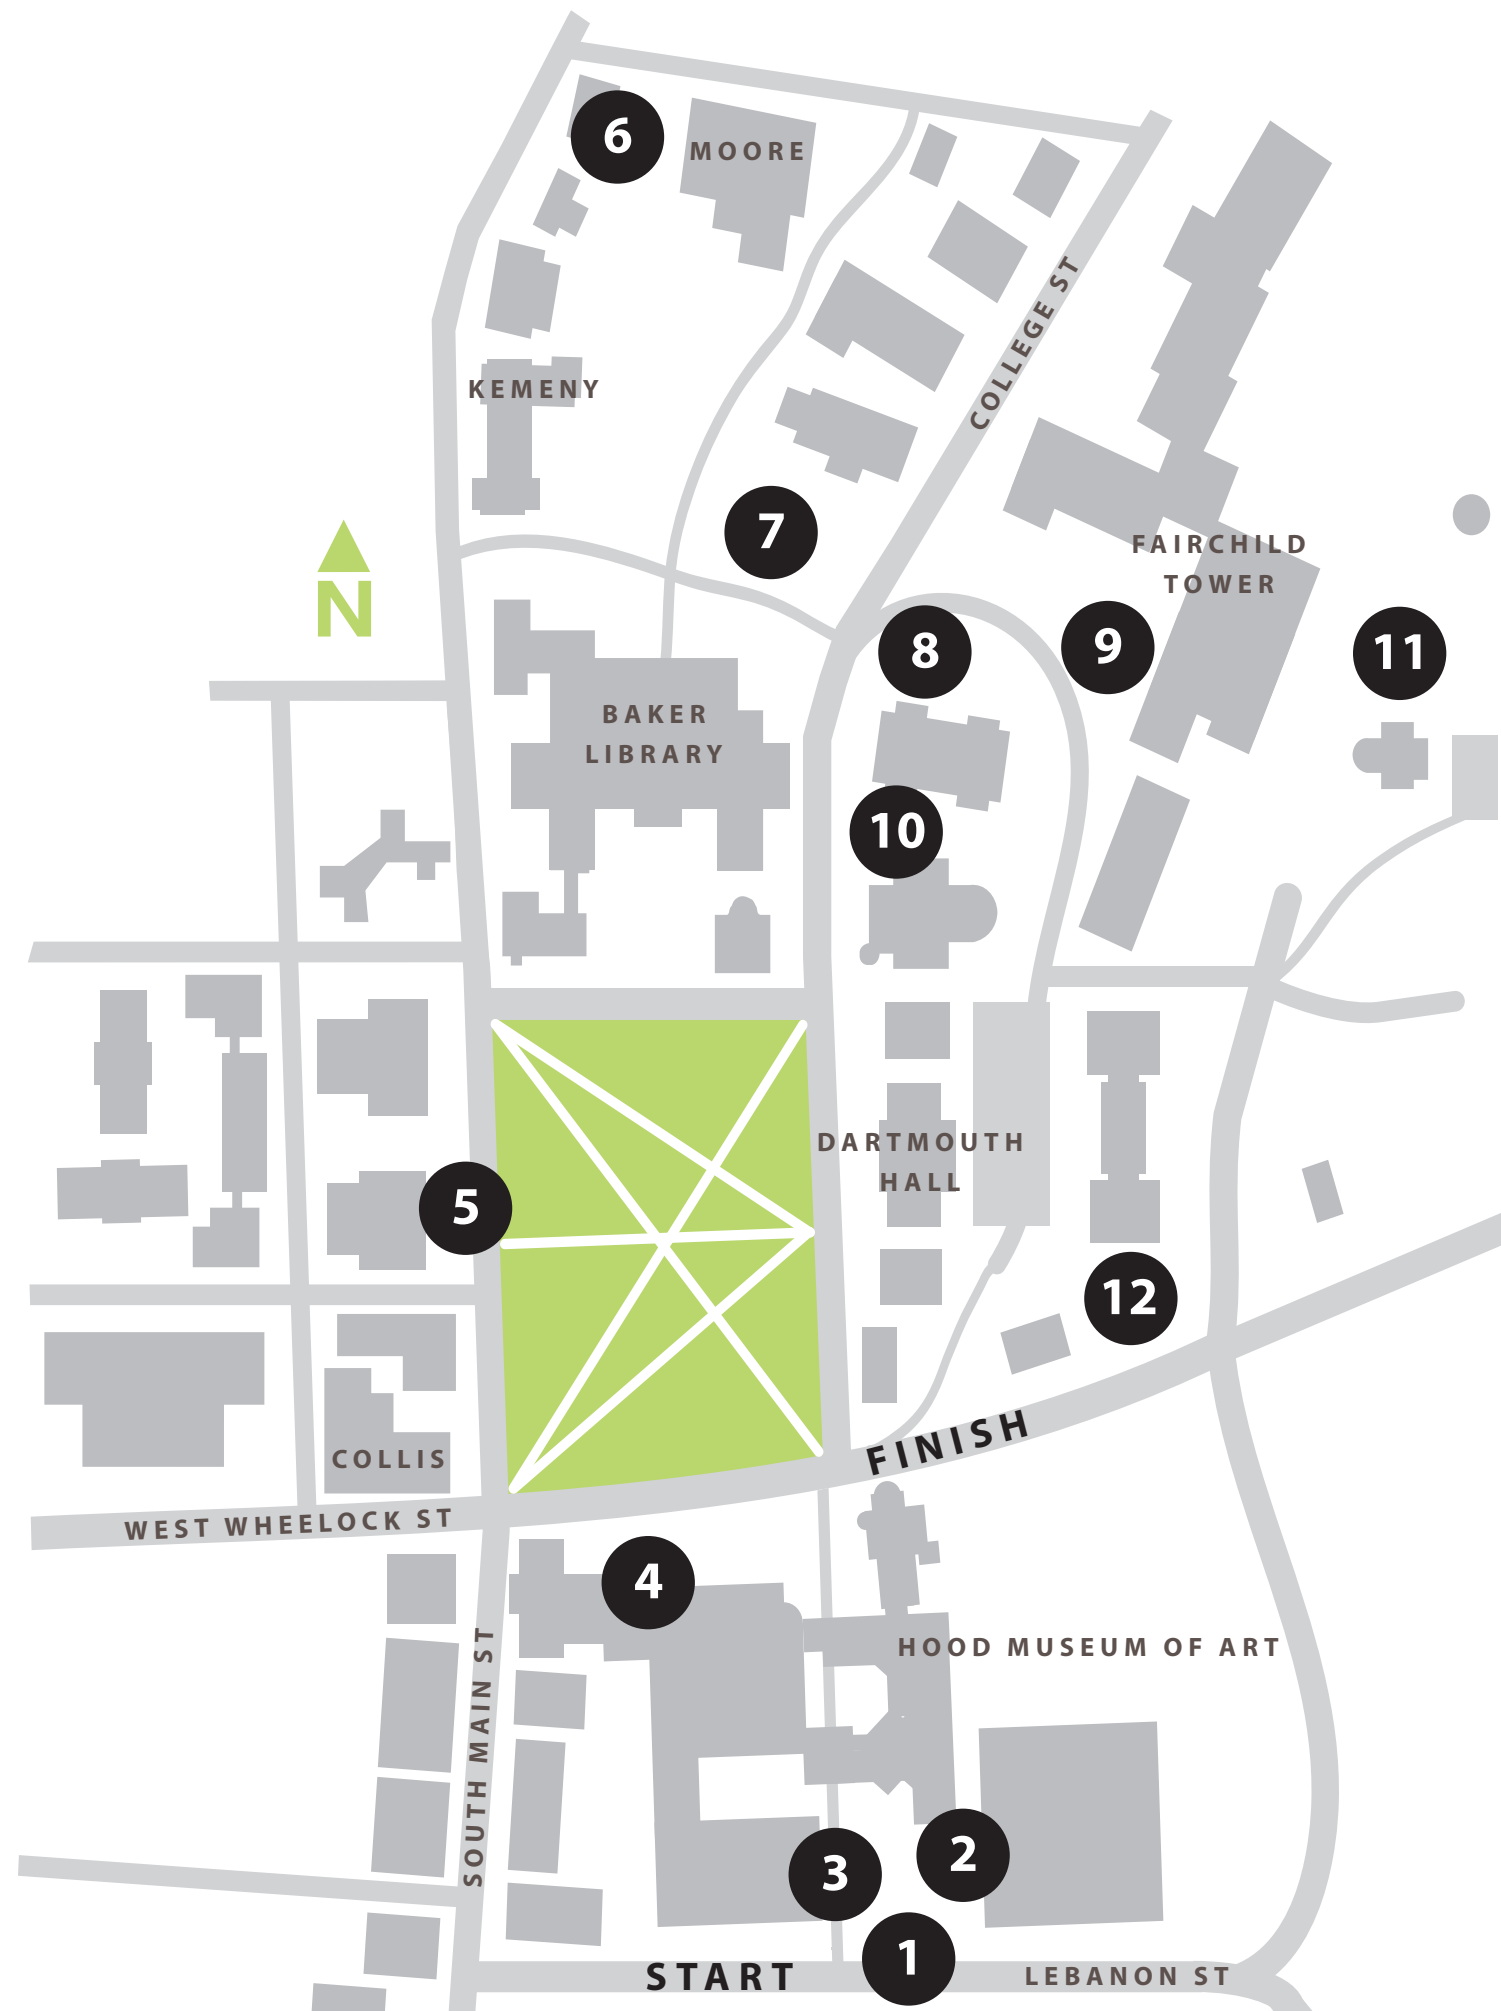 6
MOORE
COLLEGE ST
KEMENY
7
FAIRCHILD
TOWER
N
8
9
11
BAKER
LIBRARY
10
DARTMOUTH
HALL
5
12
FINISH
COLLIS
WEST WHEELOCK ST
4
HOOD MUSEUM OF ART
SOUTH MAIN ST
2
3
1
START
LEBANON ST